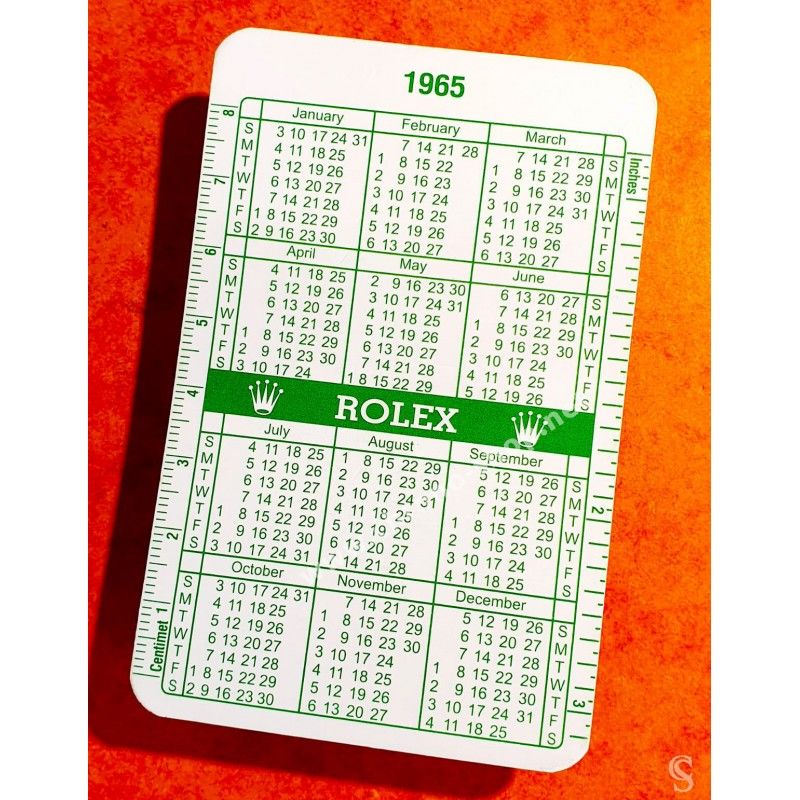 1965
January
S 3 10 17 24 31
M 4 11 18 25
T 5 12 19 26
W 6 13 20 27
T 7 14 21 28
F 1 8 15 22 29
S 2 9 16 23 30
February
7 14 21 28
1 8 15 22
2 9 16 23
3 10 17 24
4 11 18 25
5 12 19 26
6 13 20 27
March
7 14 21 28 S
1 8 15 22 29 M
2 9 16 23 30 T
3 10 17 24 31 W
4 11 18 25 T
5 12 19 26 F
6 13 20 27 S
April
S 4 11 18 25
M 5 12 19 26
T 6 13 20 27
W 7 14 21 28
T 1 8 15 22 29
F 2 9 16 23 30
S 3 10 17 24
May
2 9 16 23 30
3 10 17 24 31
4 11 18 25
5 12 19 26
6 13 20 27
7 14 21 28
1 8 15 22 29
June
6 13 20 27 S
7 14 21 28 M
1 8 15 22 29 T
2 9 16 23 30 W
3 10 17 24 T
4 11 18 25 F
5 12 19 26 S
ROLEX
July
S 4 11 18 25
M 5 12 19 26
T 6 13 20 27
W 7 14 21 28
T 1 8 15 22 29
F 2 9 16 23 30
S 3 10 17 24 31
August
1 8 15 22 29
2 9 16 23 30
3 10 17 24 31
4 11 18 25
5 12 19 26
6 13 20 27
7 14 21 28
September
5 12 19 26 S
6 13 20 27 M
7 14 21 28 T
1 8 15 22 29 W
2 9 16 23 30 T
3 10 17 24 F
4 11 18 25 S
October
S 3 10 17 24 31
M 4 11 18 25
T 5 12 19 26
W 6 13 20 27
T 7 14 21 28
F 1 8 15 22 29
S 2 9 16 23 30
November
7 14 21 28
1 8 15 22 29
2 9 16 23 30
3 10 17 24
4 11 18 25
5 12 19 26
6 13 20 27
December
5 12 19 26 S
6 13 20 27 M
7 14 21 28 T
1 8 15 22 29 W
2 9 16 23 30 T
3 10 17 24 31 F
4 11 18 25 S
8
7
6
5
4
3
2
Centimet 1
Inches
2
3